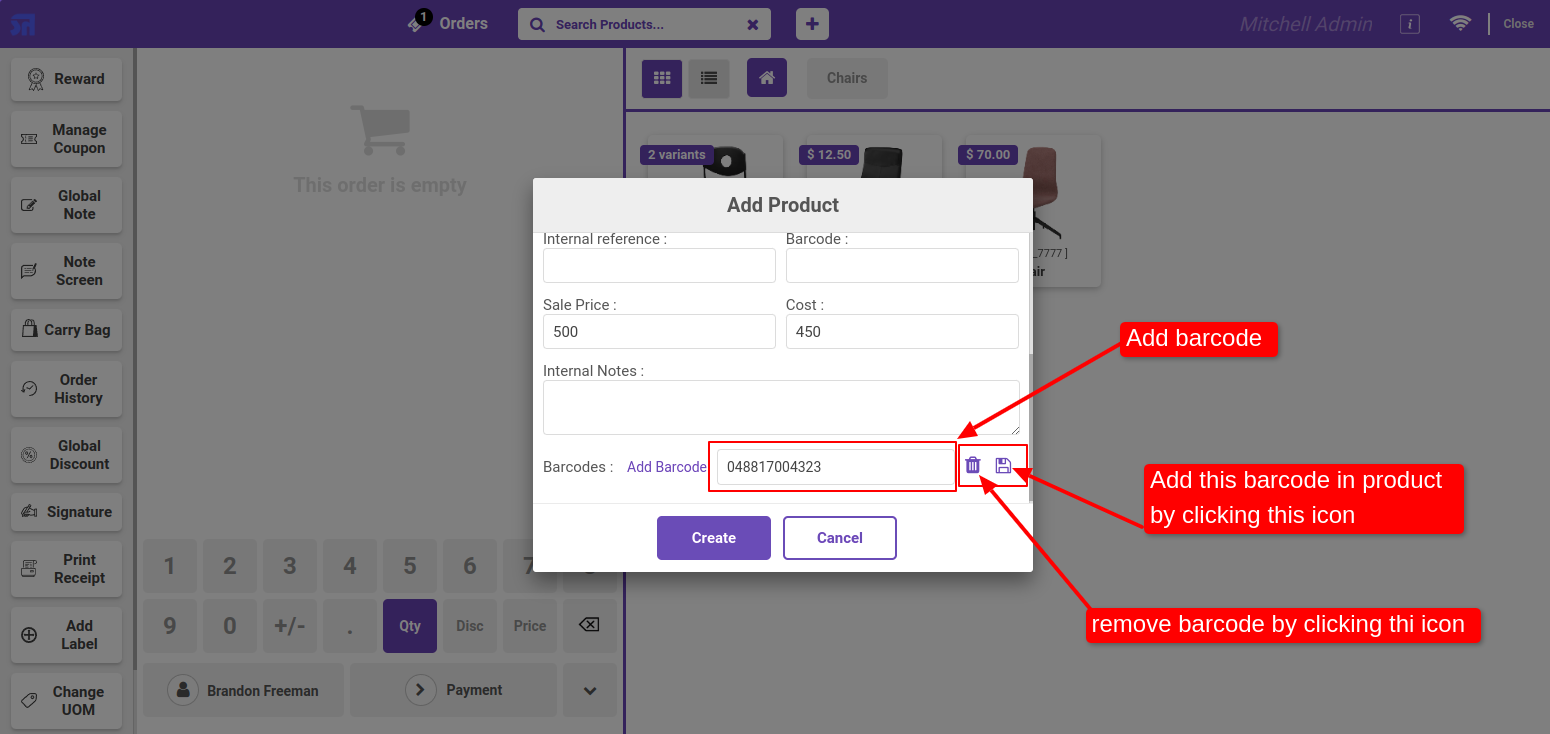 1
Orders
Search Products...
Mitchell Admin
Close
Reward
Manage
Coupon
Global
Note
Note
Screen
Carry Bag
Order
History
Global
Discount
Signature
Print
Receipt
Add
Label
Change
UOM
This order is empty
Chairs
2 variants
$ 12.50
$ 70.00
_7777 ]
air
Add Product
Internal reference :
Barcode :
Sale Price :
Cost :
500
450
Internal Notes :
Barcodes :
Add Barcode
048817004323
Create
Cancel
Add barcode
Add this barcode in product
by clicking this icon
remove barcode by clicking thi icon
1 2 3 4 5 6 7
9 0 +/- . Qty Disc Price
Brandon Freeman
Payment